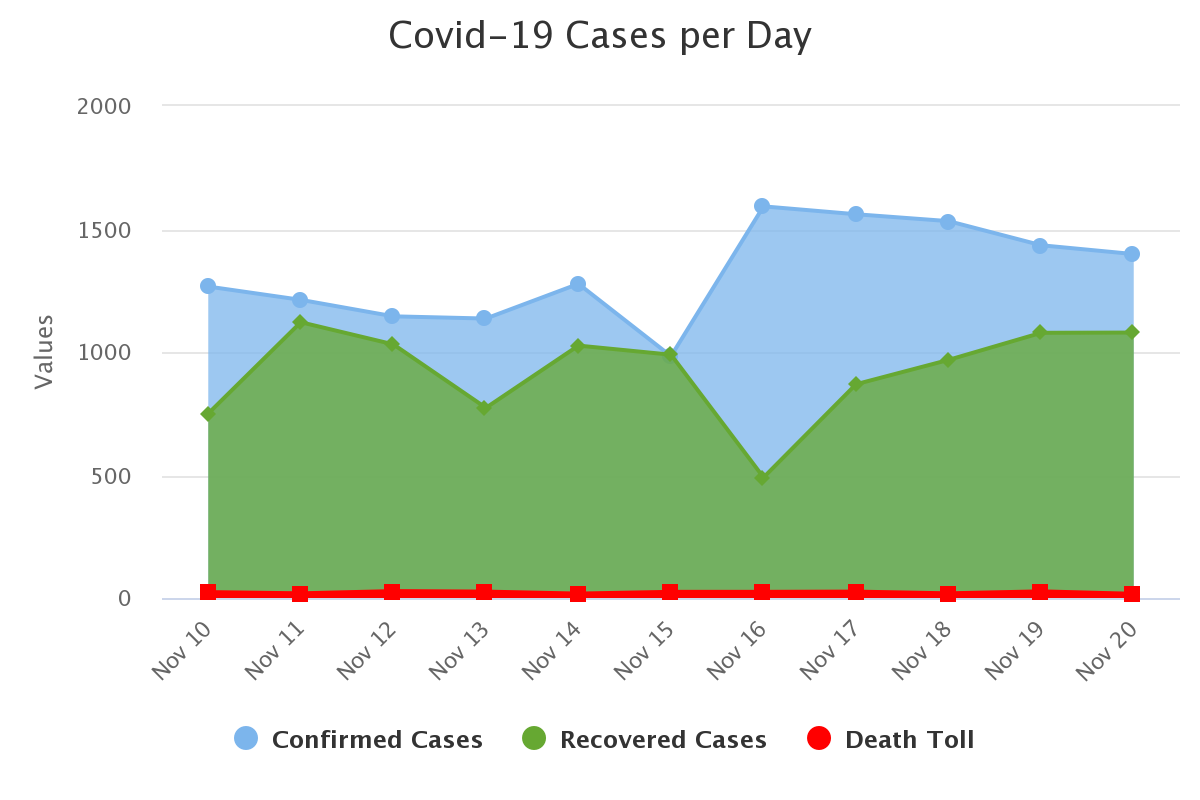 Covid-19 Cases per Day
2000
1500
1000
500
0
Values
Nov 10
Nov 11
Nov 12
Nov 13
Nov 14
Nov 15
Nov 16
Nov 17
Nov 18
Nov 19
Nov 20
Confirmed Cases
Recovered Cases
Death Toll